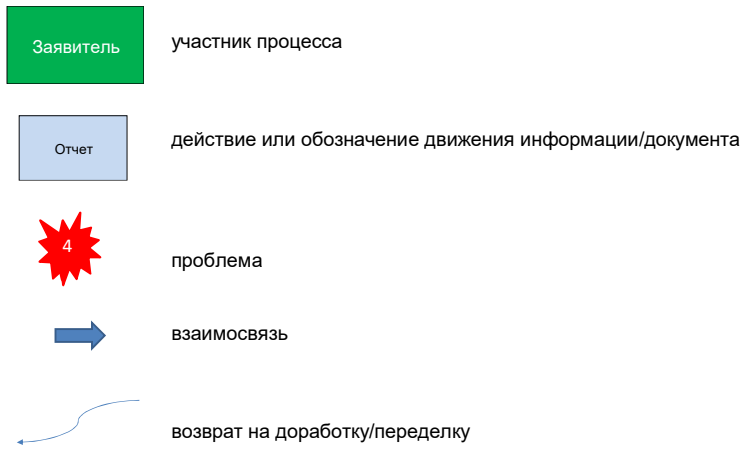 Заявитель
участник процесса
Отчет
действие или обозначение движения информации/документа
4
проблема
взаимосвязь
возврат на доработку/переделку